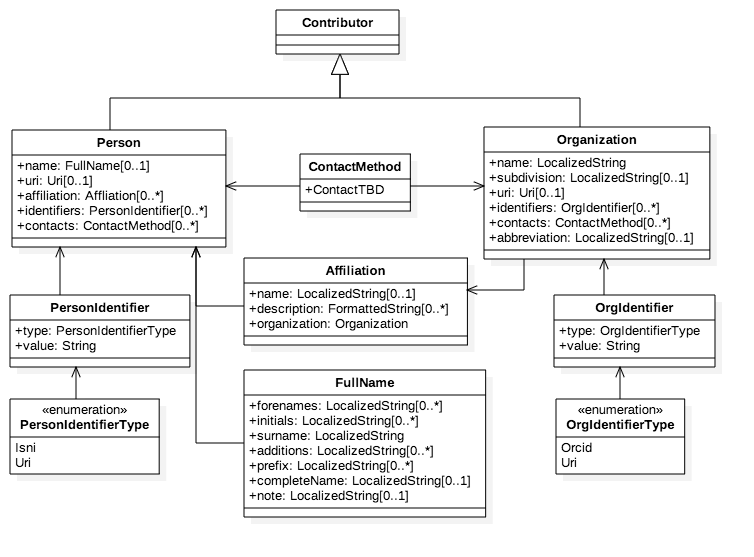 Contributor
Person
+name: FullName[0..1]
+uri: Uri[0..1]
+affiliation: Affliation[0..*]
+identifiers: PersonIdentifier[0..*]
+contacts: ContactMethod[0..*]
ContactMethod
+ContactTBD
Organization
+name: LocalizedString
+subdivision: LocalizedString[0..1]
+uri: Uri[0..1]
+identifiers: OrgIdentifier[0..*]
+contacts: ContactMethod[0..*]
+abbreviation: LocalizedString[0..1]
Affiliation
+name: LocalizedString[0..1]
+description: FormattedString[0..*]
+organization: Organization
PersonIdentifier
+type: PersonIdentifierType
+value: String
OrgIdentifier
+type: OrgIdentifierType
+value: String
FullName
+forenames: LocalizedString[0..*]
+initials: LocalizedString[0..*]
+surname: LocalizedString
+additions: LocalizedString[0..*]
+prefix: LocalizedString[0..*]
+completeName: LocalizedString[0..1]
+note: LocalizedString[0..1]
«enumeration»
PersonIdentifierType
Isni
Uri
«enumeration»
OrgIdentifierType
Orcid
Uri